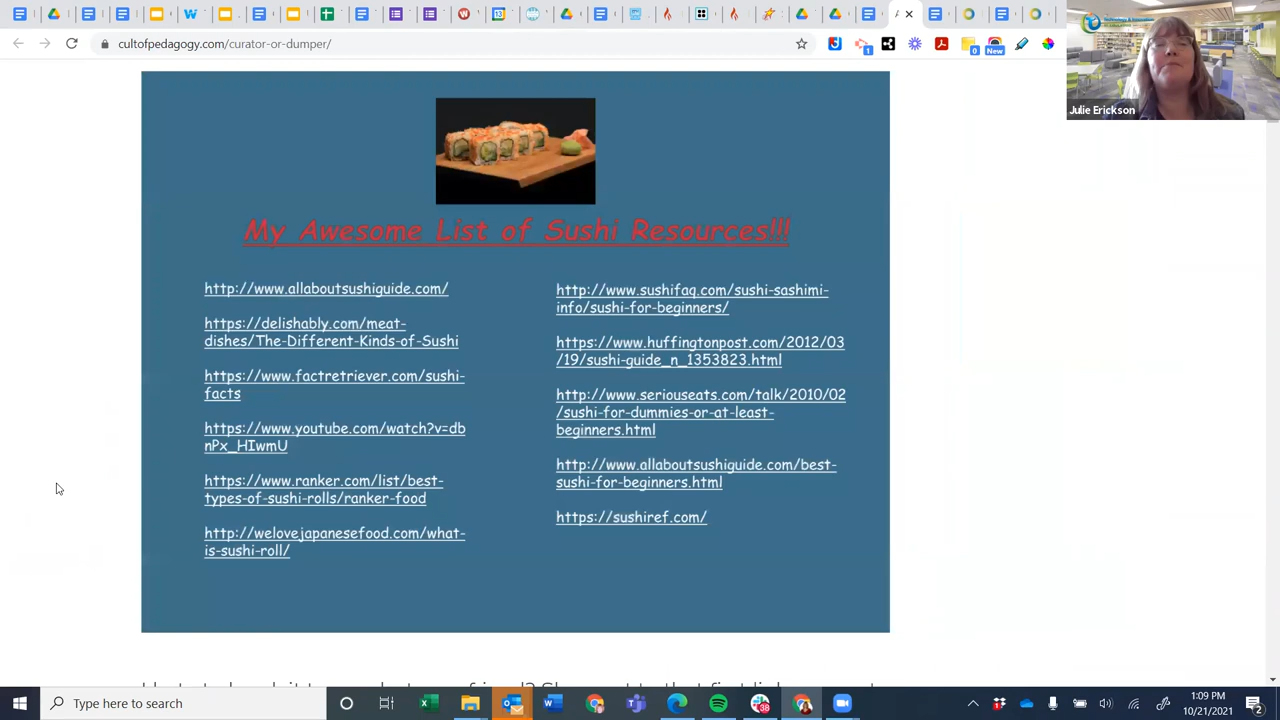 cultofpedagogy.com/curator-or-dumper/
1
0
New
Julie Erickson
My Awesome List of Sushi Resources!!!
http://www.allaboutsushiguide.com/
https://delishably.com/meat-
dishes/The-Different-Kinds-of-Sushi
https://www.factretriever.com/sushi-
facts
https://www.youtube.com/watch?v=db
nPx_HIwmU
https://www.ranker.com/list/best-
types-of-sushi-rolls/ranker-food
http://welovejapanesefood.com/what-
is-sushi-roll/
http://www.sushifaq.com/sushi-sashimi-
info/sushi-for-beginners/
https://www.huffingtonpost.com/2012/03
/19/sushi-guide_n_1353823.html
http://www.seriouseats.com/talk/2010/02
/sushi-for-dummies-or-at-least-
beginners.html
http://www.allaboutsushiguide.com/best-
sushi-for-beginners.html
https://sushiref.com/
Type here to search
38
1:09 PM
10/21/2021
2